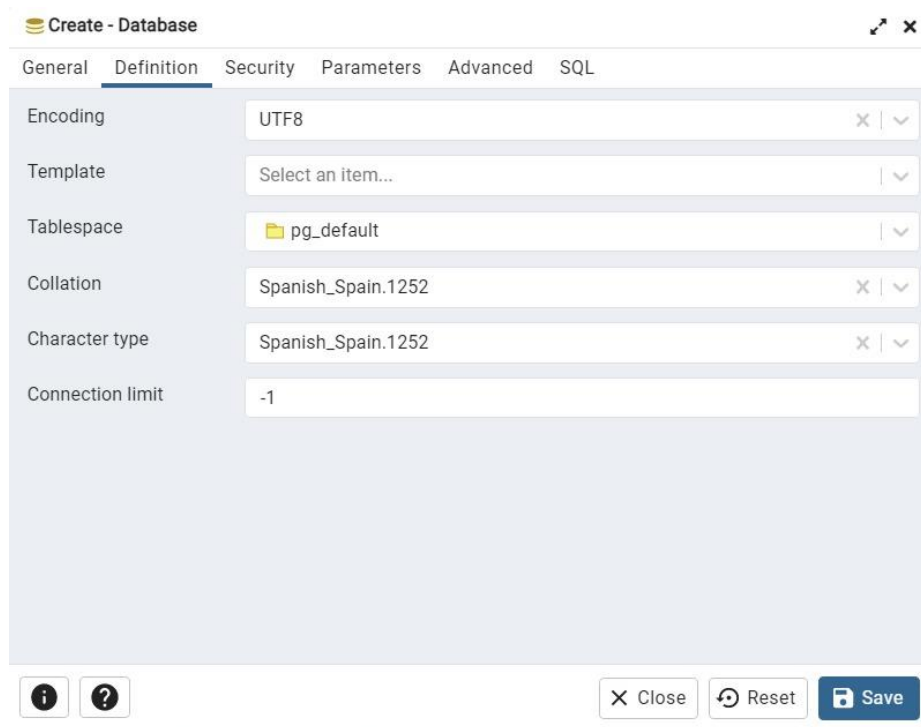 Create - Database
General Definition Security Parameters Advanced SQL
Encoding UTF8
Template Select an item...
Tablespace pg_default
Collation Spanish_Spain.1252
Character type Spanish_Spain.1252
Connection limit -1
Close Reset Save